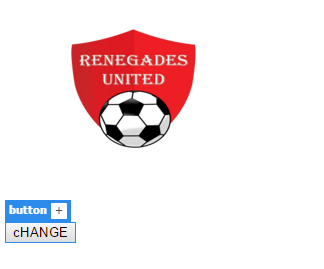 RENEGADES
UNITED
button +
cHANGE